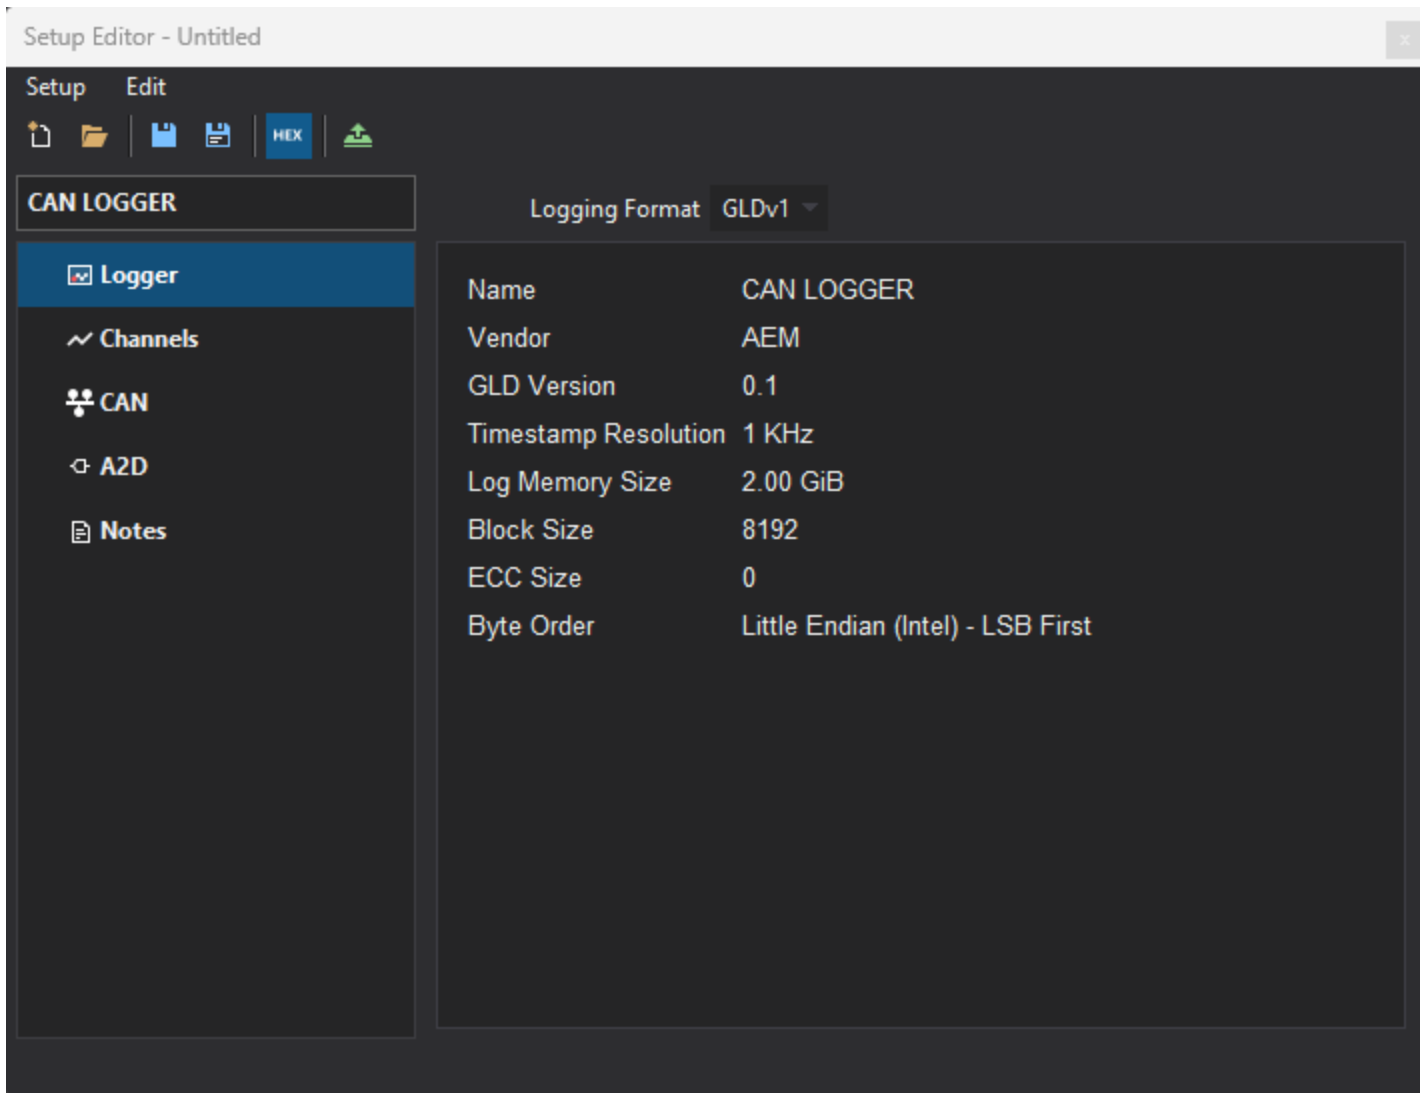 Setup Editor - Untitled
x
Setup Edit
HEX
CAN LOGGER
Logging Format GLDv1
Logger
Channels
CAN
A2D
Notes
Name CAN LOGGER
Vendor AEM
GLD Version 0.1
Timestamp Resolution 1 KHz
Log Memory Size 2.00 GiB
Block Size 8192
ECC Size 0
Byte Order Little Endian (Intel) - LSB First